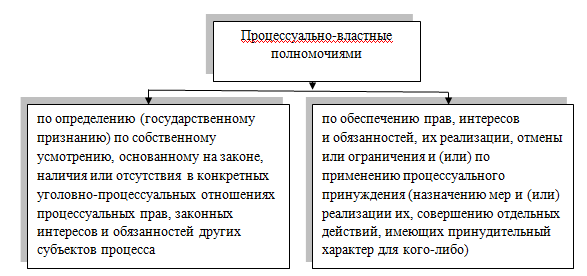 Процессуально-властные
полномочиями
по определению (государственному
признанию) по собственному
усмотрению, основанному на законе,
наличия или отсутствия в конкретных
уголовно-процессуальных отношениях
процессуальных прав, законных
интересов и обязанностей других
субъектов процесса
по обеспечению прав, интересов
и обязанностей, их реализации, отмены
или ограничения и (или) по
применению процессуального
принуждения (назначению мер и (или)
реализации их, совершению отдельных
действий, имеющих принудительный
характер для кого-либо)